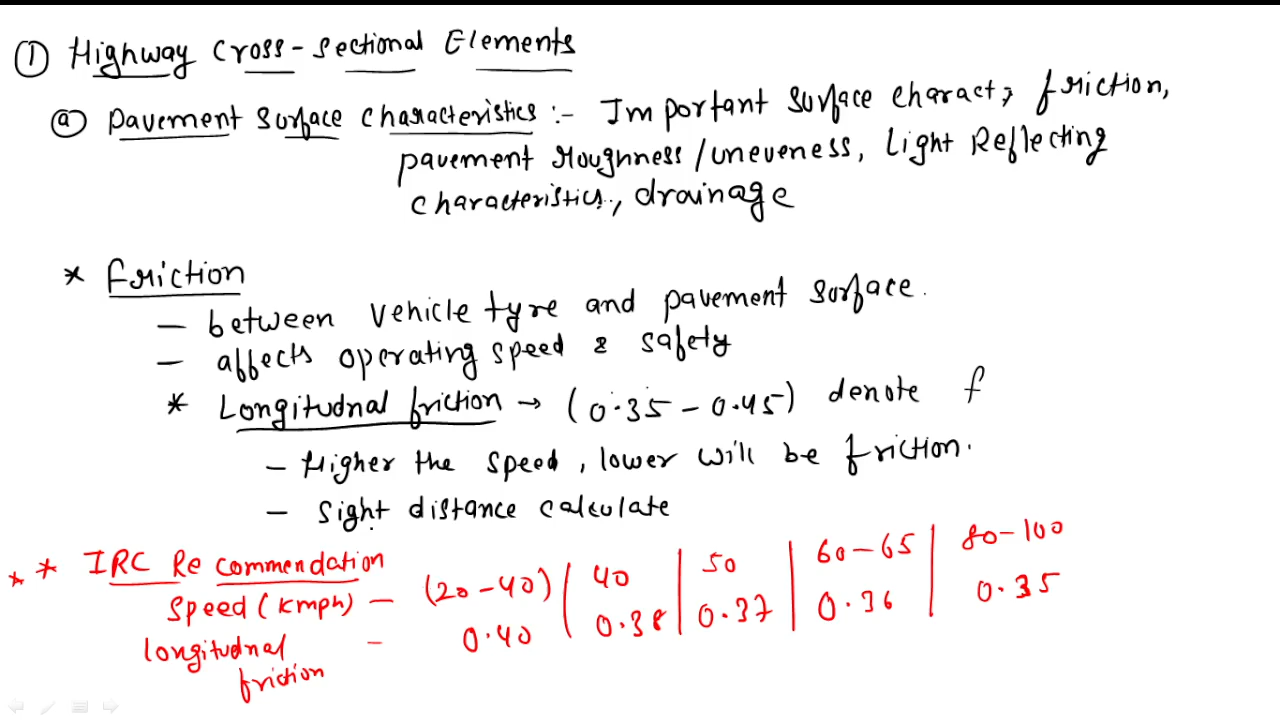 ① Highway Cross-Sectional Elements
ⓐ Pavement Surface Characteristics :- Important surface charact, friction,
pavement roughness/uneveness, Light Reflecting
characteristics, drainage
* Friction
- between vehicle tyre and pavement surface.
- affects operating speed & safety
* Longitudnal friction → (0.35 - 0.45) denote f
- Higher the speed, lower will be friction.
- Sight distance calculate
** IRC Recommendation
Speed (Kmph) - (20-40) | 40 | 50 | 60-65 | 80-100
longitudnal friction - 0.40 | 0.38 | 0.37 | 0.36 | 0.35